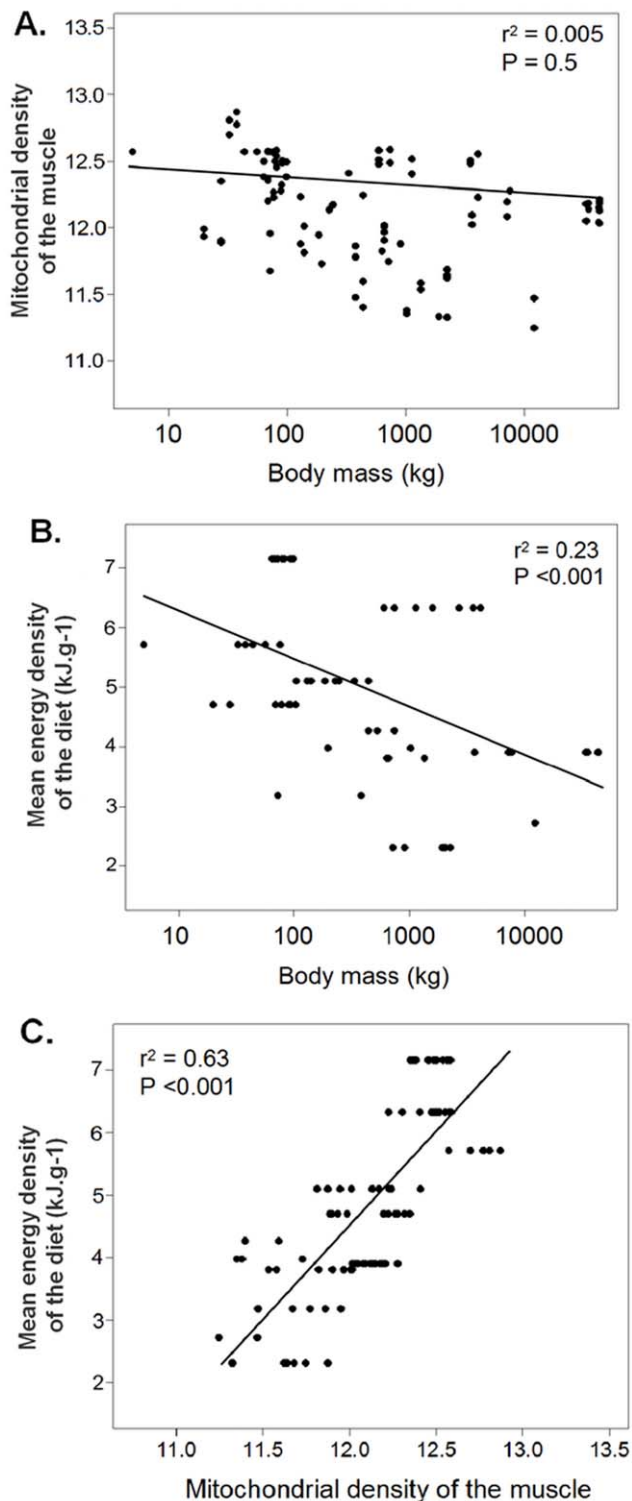 A.
r² = 0.005
P = 0.5
Mitochondrial density
of the muscle
13.5
13.0
12.5
12.0
11.5
11.0
10 100 1000 10000
Body mass (kg)
B.
r² = 0.23
P <0.001
Mean energy density
of the diet (kJ.g-1)
7
6
5
4
3
2
10 100 1000 10000
Body mass (kg)
C.
r² = 0.63
P <0.001
Mean energy density
of the diet (kJ.g-1)
7
6
5
4
3
2
11.0 11.5 12.0 12.5 13.0 13.5
Mitochondrial density of the muscle